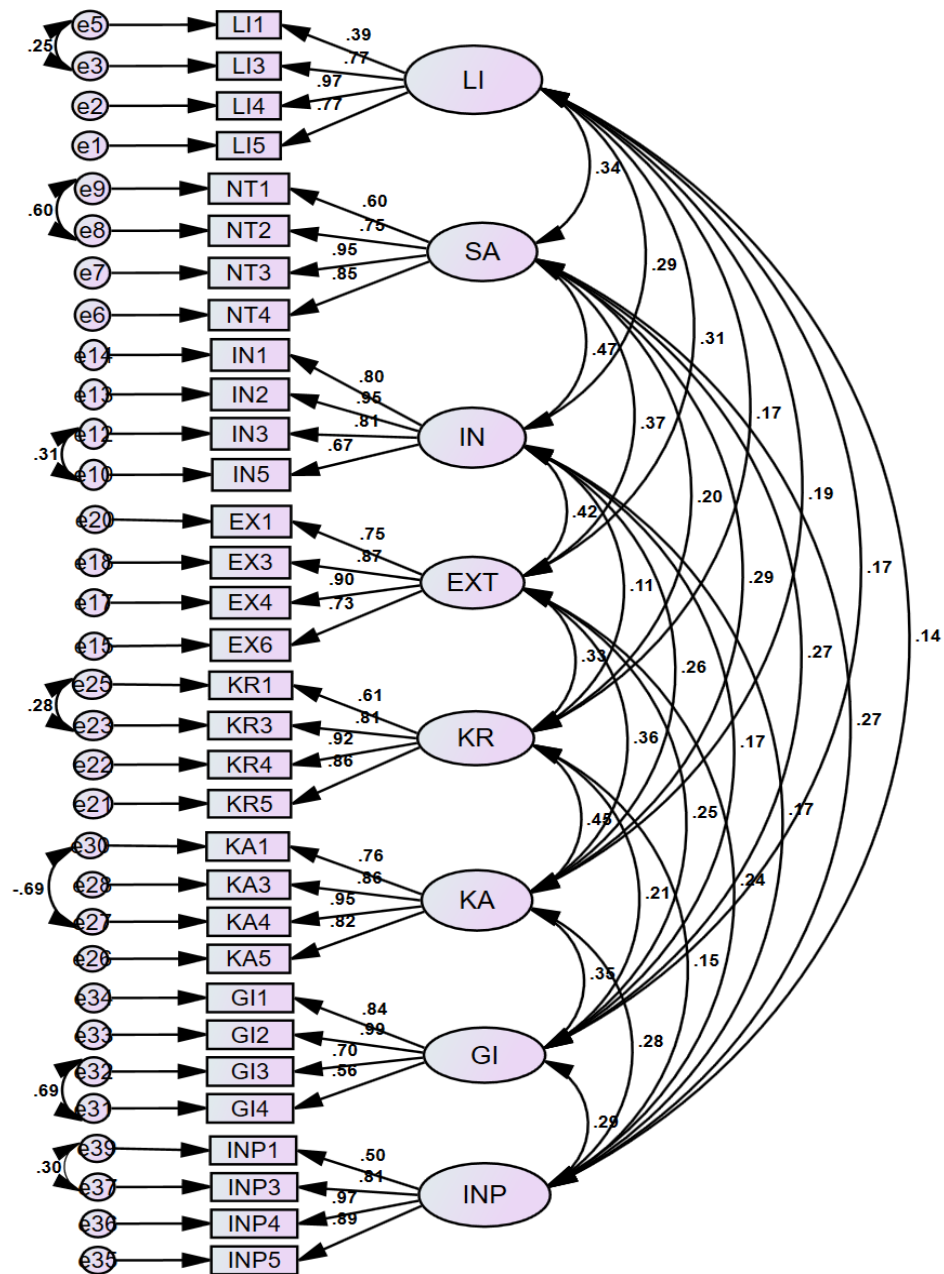 e5 LI1 .39
.25
e3 LI3 .77 LI
e2 LI4 .97
.77
e1 LI5
.34
e9 NT1 .60
.60
e8 NT2 .75 SA
e7 NT3 .95 .29
.85
e6 NT4
e14 IN1 .47 .31
.80
e13 IN2 .95 .37 .17
e12 IN3 .81 IN
.31
e10 IN5 .67 .20 .19
e20 EX1 .42
.75 .17
e18 EX3 .87 EXT .11 .29
e17 EX4 .90
.73
e15 EX6 .14
.33 .26 .27
e25 KR1 .61
.28 .27
e23 KR3 .81 KR
e22 KR4 .92 .36 .17
.86
e21 KR5 .25 .17
e30 KA1 .45
.76
e28 KA3 .86 .24
-.69 KA .21
e27 KA4 .95
.82
e26 KA5 .15
.35
e34 GI1
.84
e33 GI2 .99 .28
e32 GI3 .70 GI
.69
e31 GI4 .56
e39 INP1 .29
.50
.30
e37 INP3 .81 INP
e36 INP4 .97
.89
e35 INP5